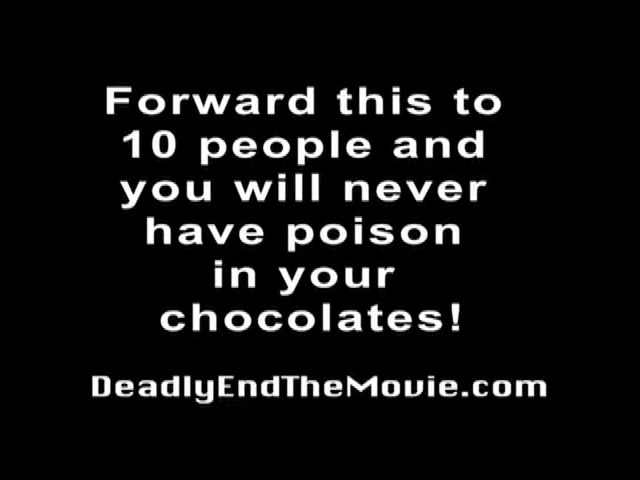 Forward this to
10 people and
you will never
have poison
in your
chocolates!
DeadlyEndTheMovie.com